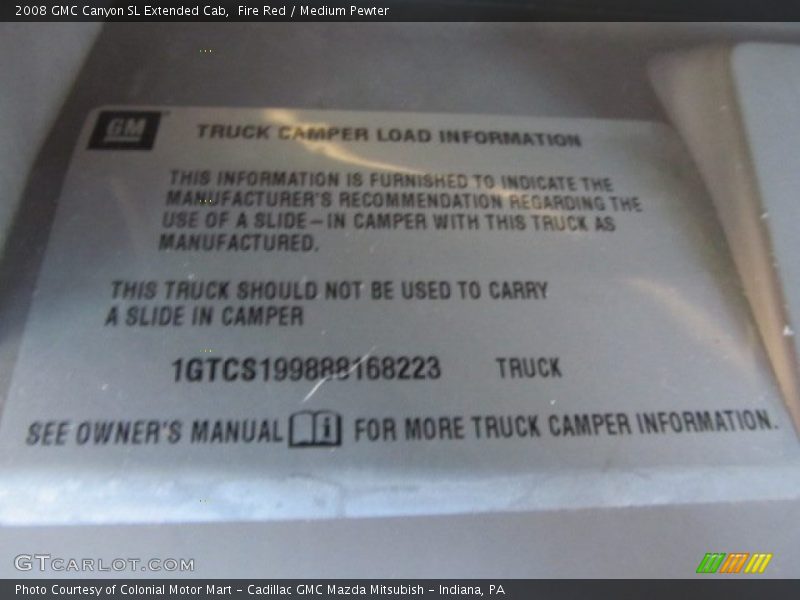 2008 GMC Canyon SL Extended Cab,  Fire Red / Medium Pewter
GM
TRUCK CAMPER LOAD INFORMATION
THIS INFORMATION IS FURNISHED TO INDICATE THE
MANUFACTURER'S RECOMMENDATION REGARDING THE
USE OF A SLIDE-IN CAMPER WITH THIS TRUCK AS
MANUFACTURED.
THIS TRUCK SHOULD NOT BE USED TO CARRY
A SLIDE IN CAMPER
1GTCS199888168223 TRUCK
SEE OWNER'S MANUAL i FOR MORE TRUCK CAMPER INFORMATION.
GTCARLOT.COM
Photo Courtesy of Colonial Motor Mart - Cadillac GMC Mazda Mitsubish - Indiana, PA